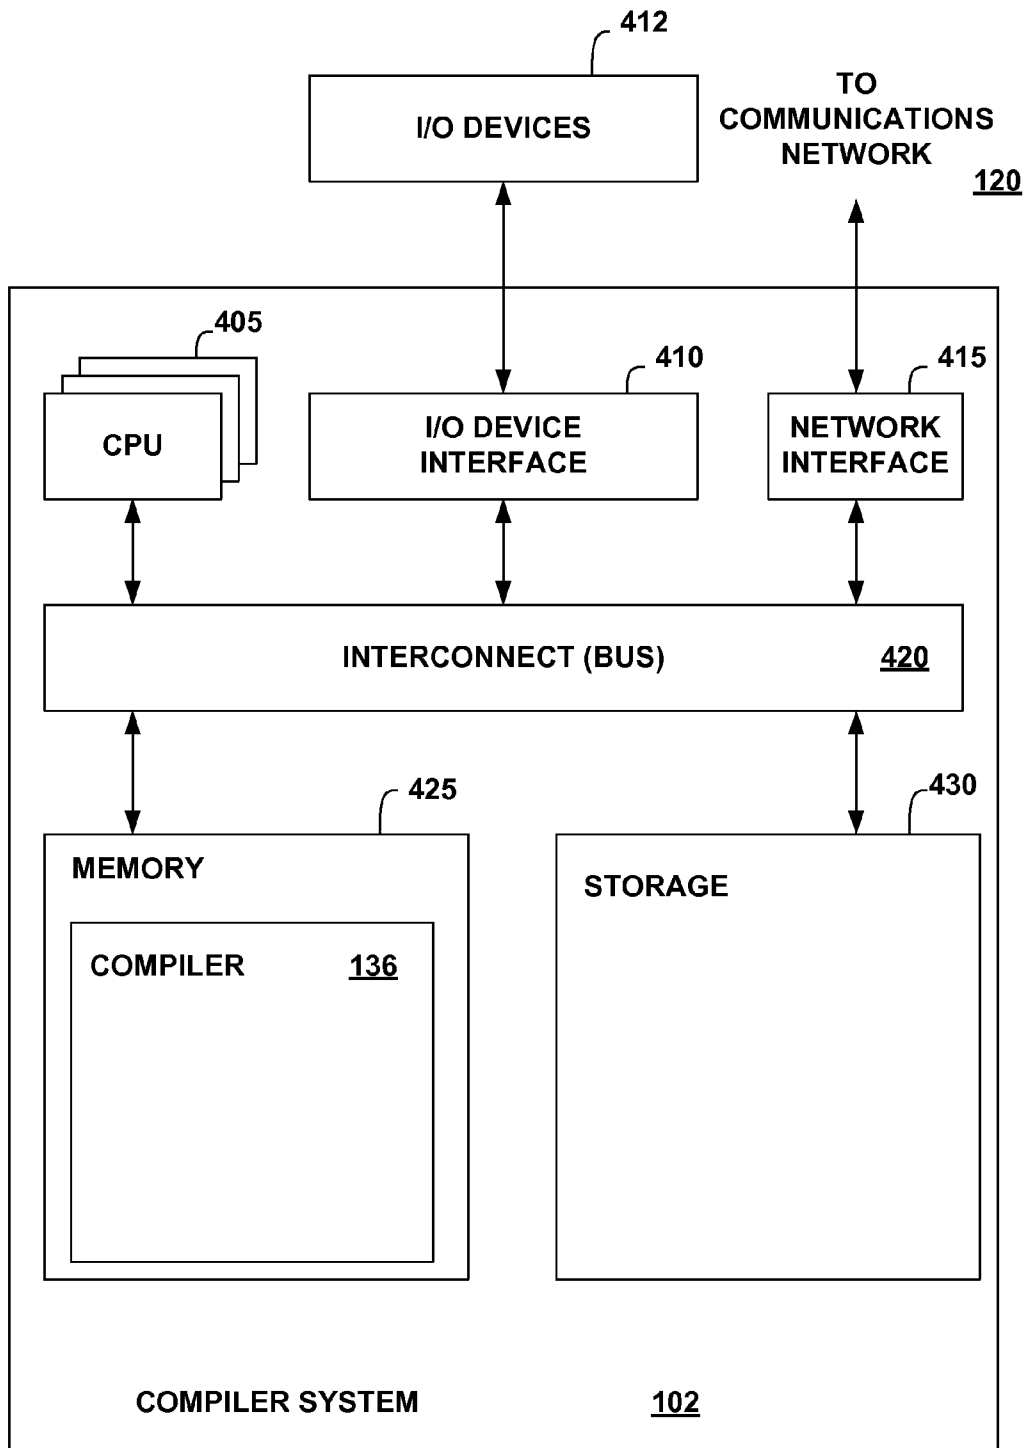 412
I/O DEVICES
TO
COMMUNICATIONS
NETWORK
120
405
410
415
CPU
I/O DEVICE
INTERFACE
NETWORK
INTERFACE
INTERCONNECT (BUS)
420
425
430
MEMORY
STORAGE
COMPILER
136
COMPILER SYSTEM
102